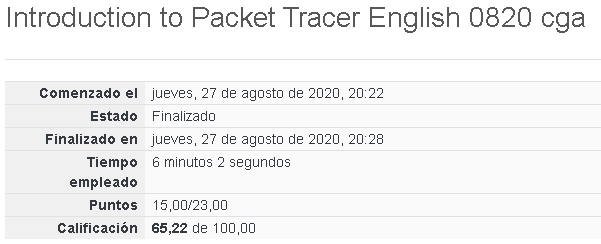 Introduction to Packet Tracer English 0820 cga
Comenzado el jueves, 27 de agosto de 2020, 20:22
Estado Finalizado
Finalizado en jueves, 27 de agosto de 2020, 20:28
Tiempo empleado 6 minutos 2 segundos
Puntos 15,00/23,00
Calificación 65,22 de 100,00